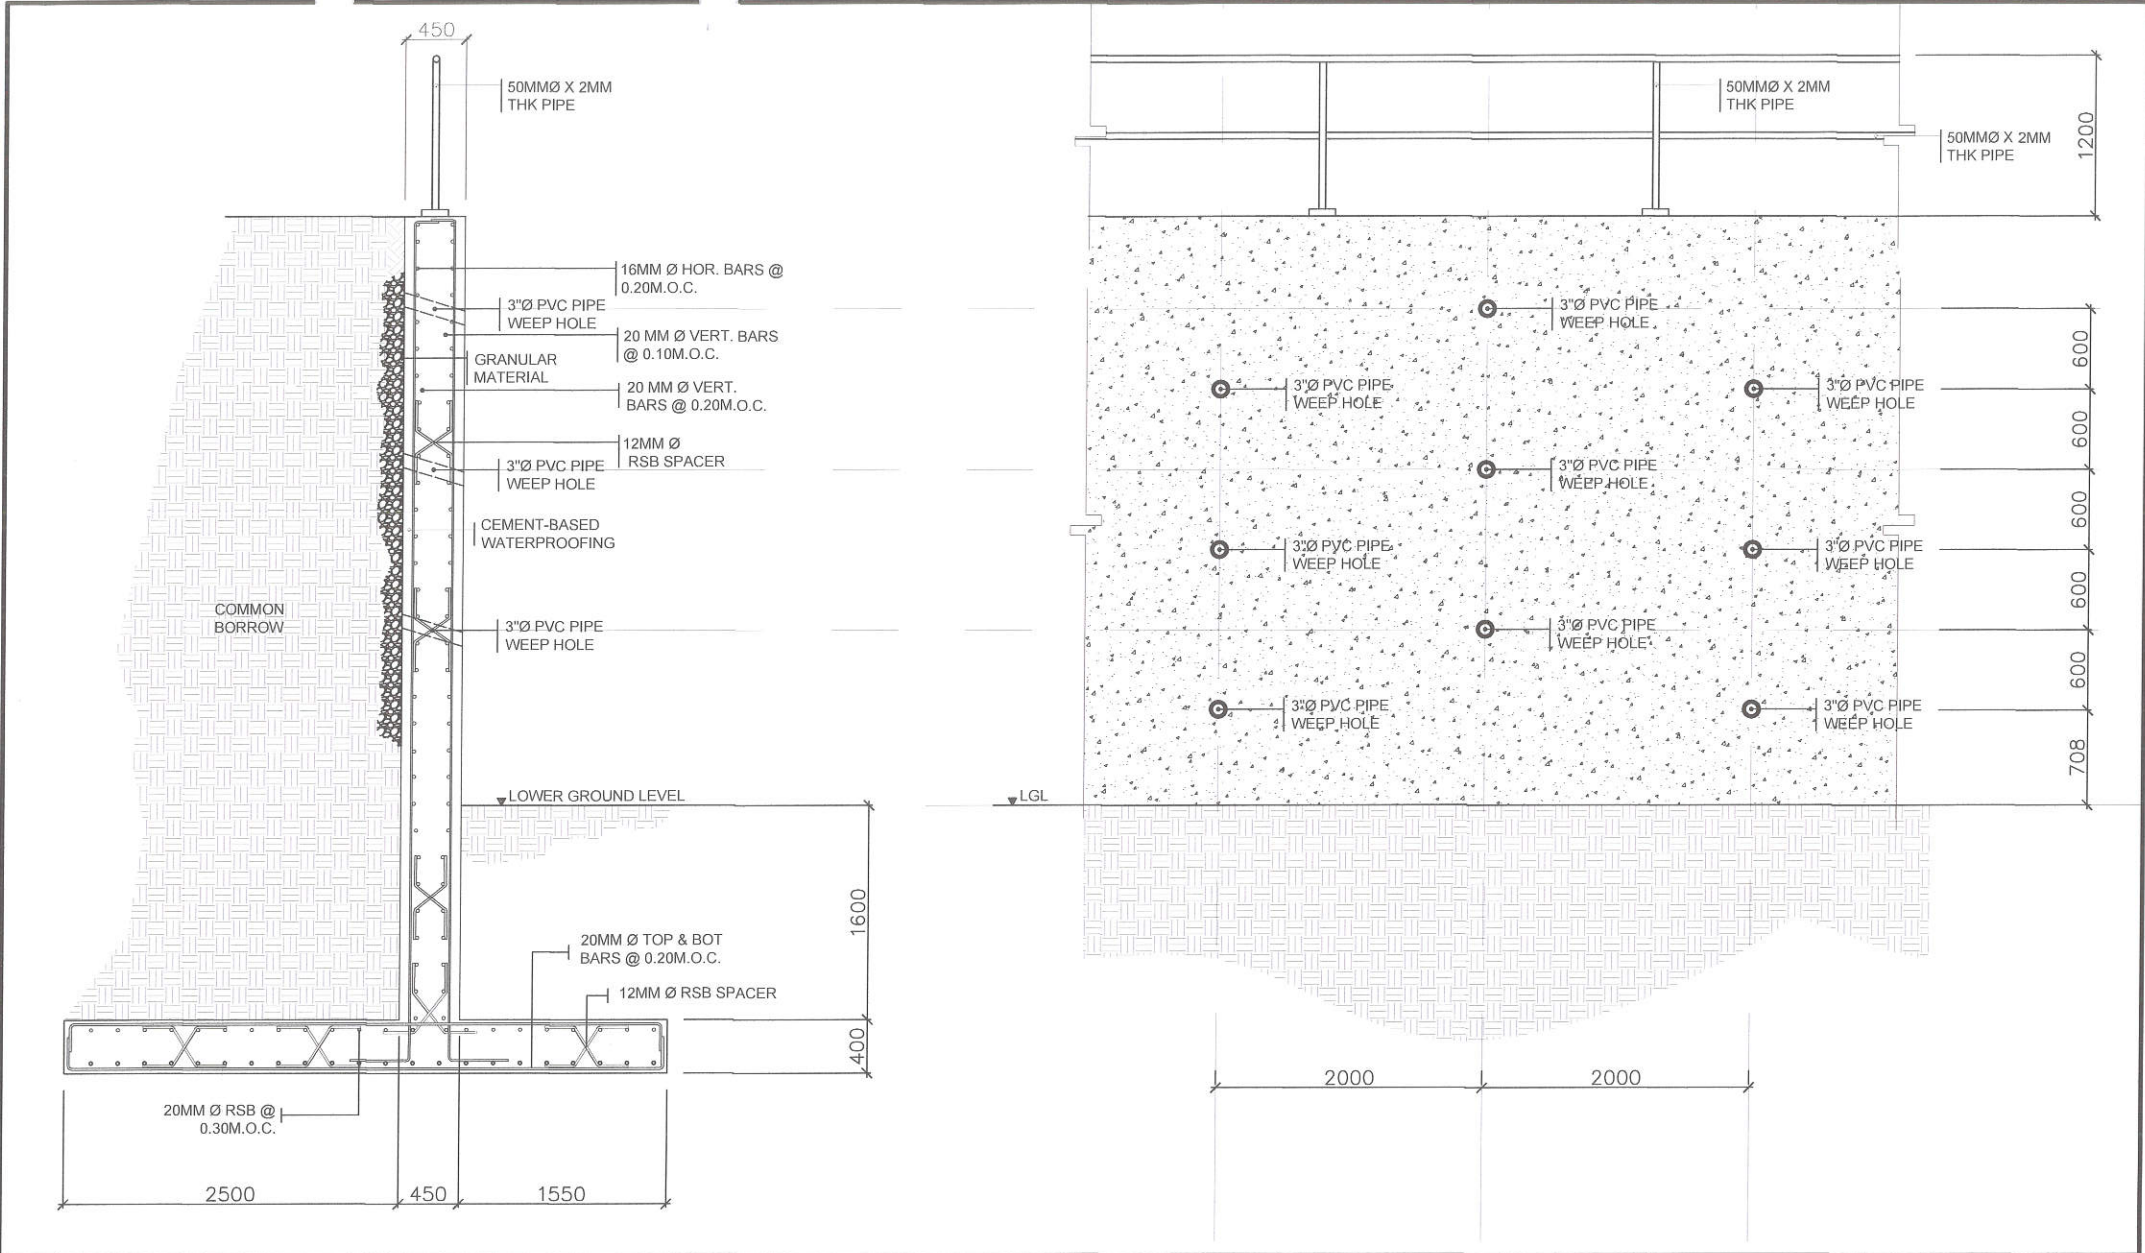 450
50MMØ X 2MM
THK PIPE
16MM Ø HOR. BARS @
0.20M.O.C.
3"Ø PVC PIPE
WEEP HOLE
20 MM Ø VERT. BARS
@ 0.10M.O.C.
GRANULAR
MATERIAL
20 MM Ø VERT.
BARS @ 0.20M.O.C.
12MM Ø
RSB SPACER
3"Ø PVC PIPE
WEEP HOLE
CEMENT-BASED
WATERPROOFING
COMMON
BORROW
3"Ø PVC PIPE
WEEP HOLE
LOWER GROUND LEVEL
1600
20MM Ø TOP & BOT
BARS @ 0.20M.O.C.
12MM Ø RSB SPACER
400
20MM Ø RSB @
0.30M.O.C.
2500
450
1550
50MMØ X 2MM
THK PIPE
50MMØ X 2MM
THK PIPE
1200
3"Ø PVC PIPE
WEEP HOLE
600
3"Ø PVC PIPE
WEEP HOLE
3"Ø PVC PIPE
WEEP HOLE
600
3"Ø PVC PIPE
WEEP HOLE
600
3"Ø PVC PIPE
WEEP HOLE
3"Ø PVC PIPE
WEEP HOLE
600
3"Ø PVC PIPE
WEEP HOLE
600
3"Ø PVC PIPE
WEEP HOLE
3"Ø PVC PIPE
WEEP HOLE
708
LGL
2000
2000